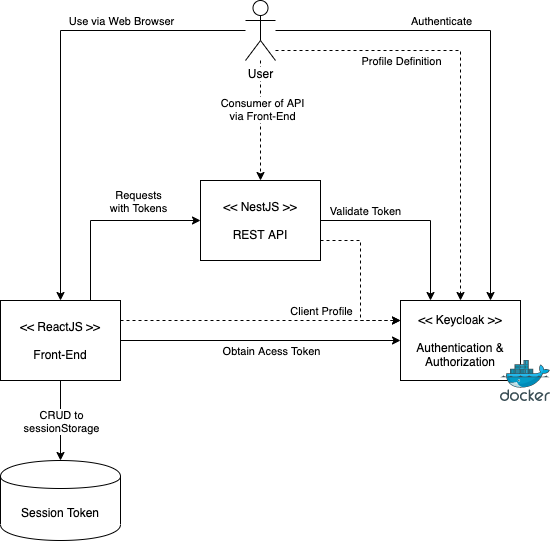 Use via Web Browser
Authenticate
Profile Definition
User
Consumer of API
via Front-End
Requests
with Tokens
<< NestJS >>
REST API
Validate Token
<< ReactJS >>
Front-End
Client Profile
<< Keycloak >>
Authentication &
Authorization
Obtain Acess Token
docker
CRUD to
sessionStorage
Session Token